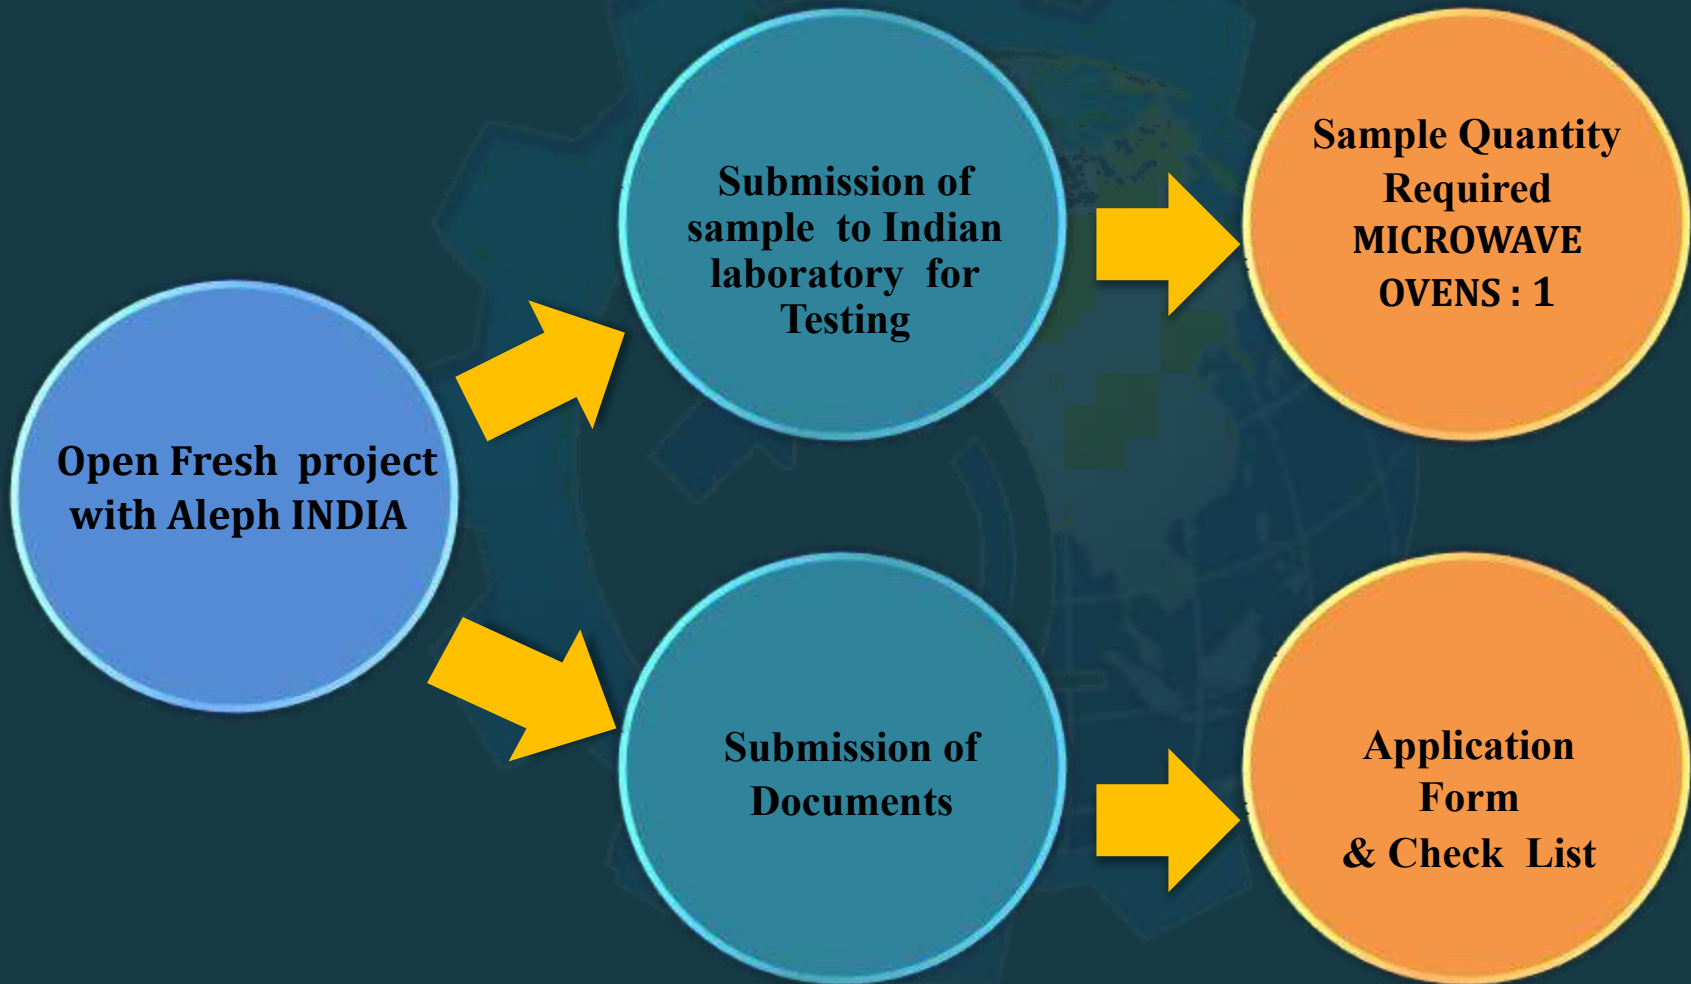 Open Fresh project
with Aleph INDIA
Submission of
sample to Indian
laboratory for
Testing
Sample Quantity
Required
MICROWAVE
OVENS : 1
Submission of
Documents
Application
Form
& Check List